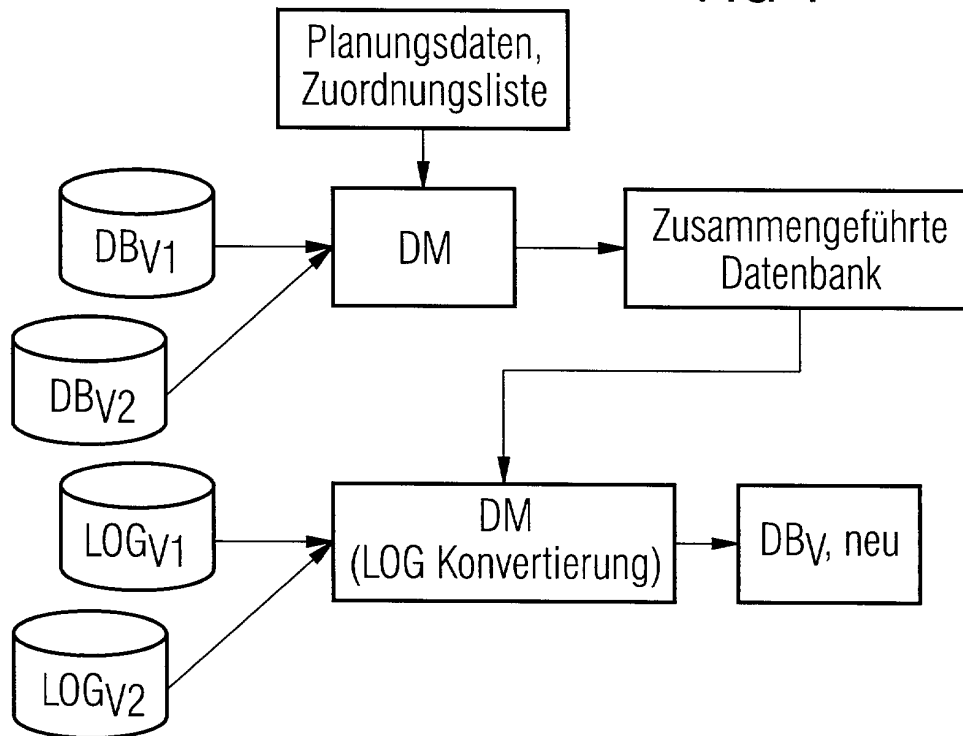 Planungsdaten,
Zuordnungsliste
DBV1
DM
Zusammengeführte
Datenbank
DBV2
LOGV1
DM
(LOG Konvertierung)
DBV, neu
LOGV2